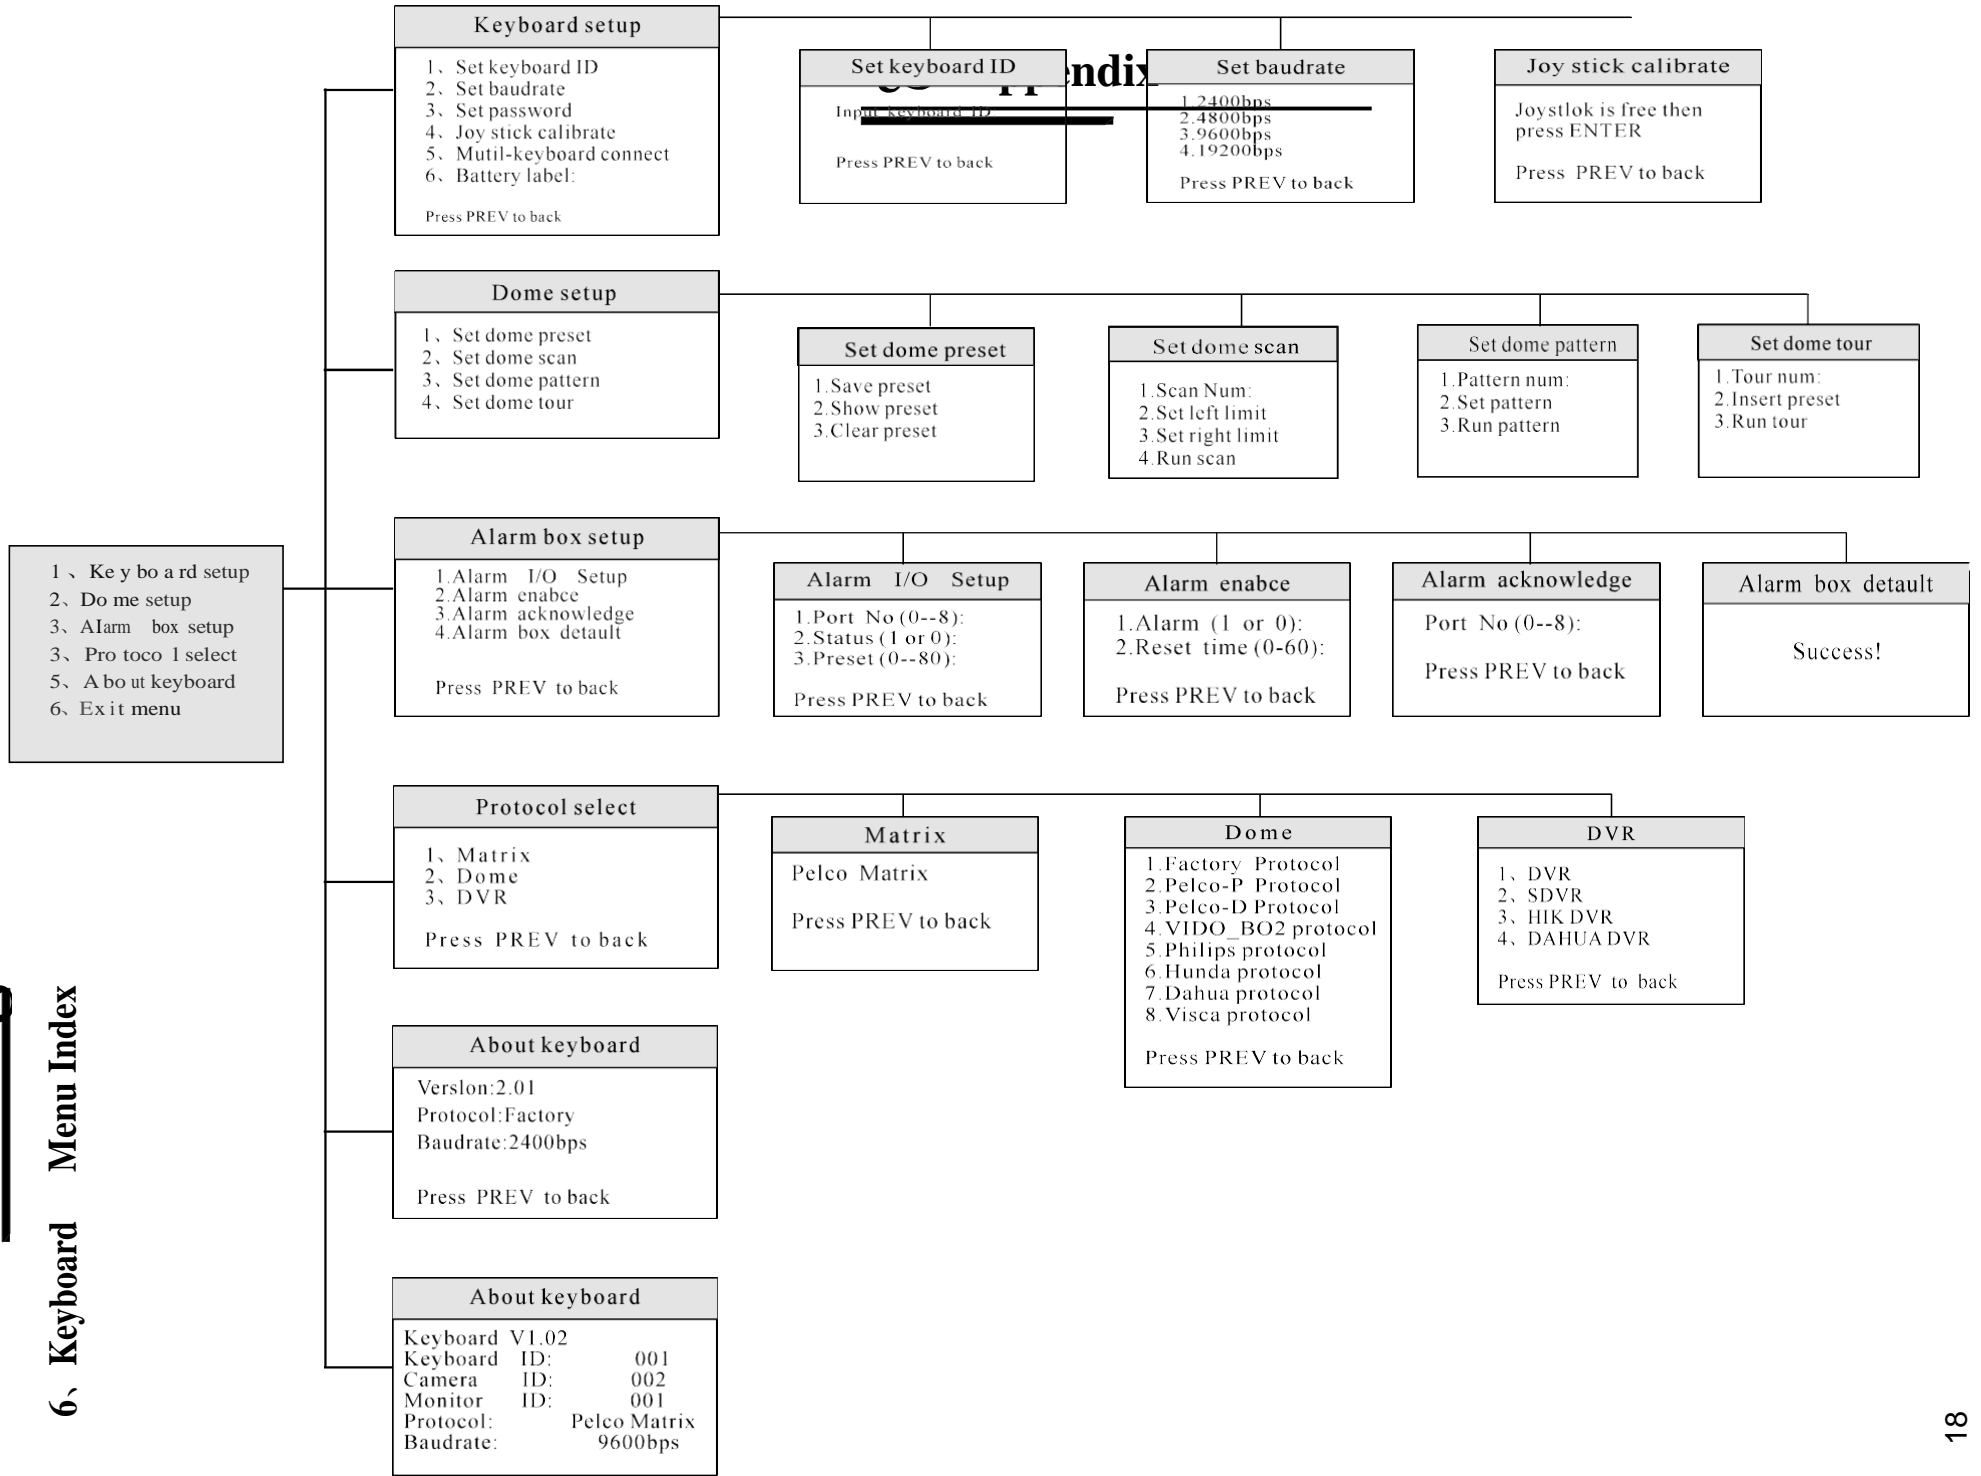 Keyboard setup
1、Set keyboard ID
2、Set baudrate
3、Set password
4、Joy stick calibrate
5、Mutil-keyboard connect
6、Battery label:
Press PREV to back
Set keyboard ID
Input keyboard ID:
Press PREV to back
Set baudrate
1.2400bps
2.4800bps
3.9600bps
4.19200bps
Press PREV to back
Joy stick calibrate
Joystlok is free then
press ENTER
Press PREV to back
Dome setup
1、Set dome preset
2、Set dome scan
3、Set dome pattern
4、Set dome tour
Set dome preset
1.Save preset
2.Show preset
3.Clear preset
Set dome scan
1.Scan Num:
2.Set left limit
3.Set right limit
4.Run scan
Set dome pattern
1.Pattern num:
2.Set pattern
3.Run pattern
Set dome tour
1.Tour num:
2.Insert preset
3.Run tour
1、Keyboard setup
2、Dome setup
3、Alarm box setup
3、Protocol select
5、About keyboard
6、Exit menu
Alarm box setup
1.Alarm I/O Setup
2.Alarm enabce
3.Alarm acknowledge
4.Alarm box detault
Press PREV to back
Alarm I/O Setup
1.Port No (0--8):
2.Status (1 or 0):
3.Preset (0--80):
Press PREV to back
Alarm enabce
1.Alarm (1 or 0):
2.Reset time (0-60):
Press PREV to back
Alarm acknowledge
Port No (0--8):
Press PREV to back
Alarm box detault
Success!
Protocol select
1、Matrix
2、Dome
3、DVR
Press PREV to back
Matrix
Pelco Matrix
Press PREV to back
Dome
1.Factory Protocol
2.Pelco-P Protocol
3.Pelco-D Protocol
4.VIDO_BO2 protocol
5.Philips protocol
6.Hunda protocol
7.Dahua protocol
8.Visca protocol
Press PREV to back
DVR
1、DVR
2、SDVR
3、HIK DVR
4、DAHUA DVR
Press PREV to back
About keyboard
Verslon:2.01
Protocol:Factory
Baudrate:2400bps
Press PREV to back
About keyboard
Keyboard V1.02
Keyboard ID: 001
Camera ID: 002
Monitor ID: 001
Protocol: Pelco Matrix
Baudrate: 9600bps
6、Keyboard Menu Index
18